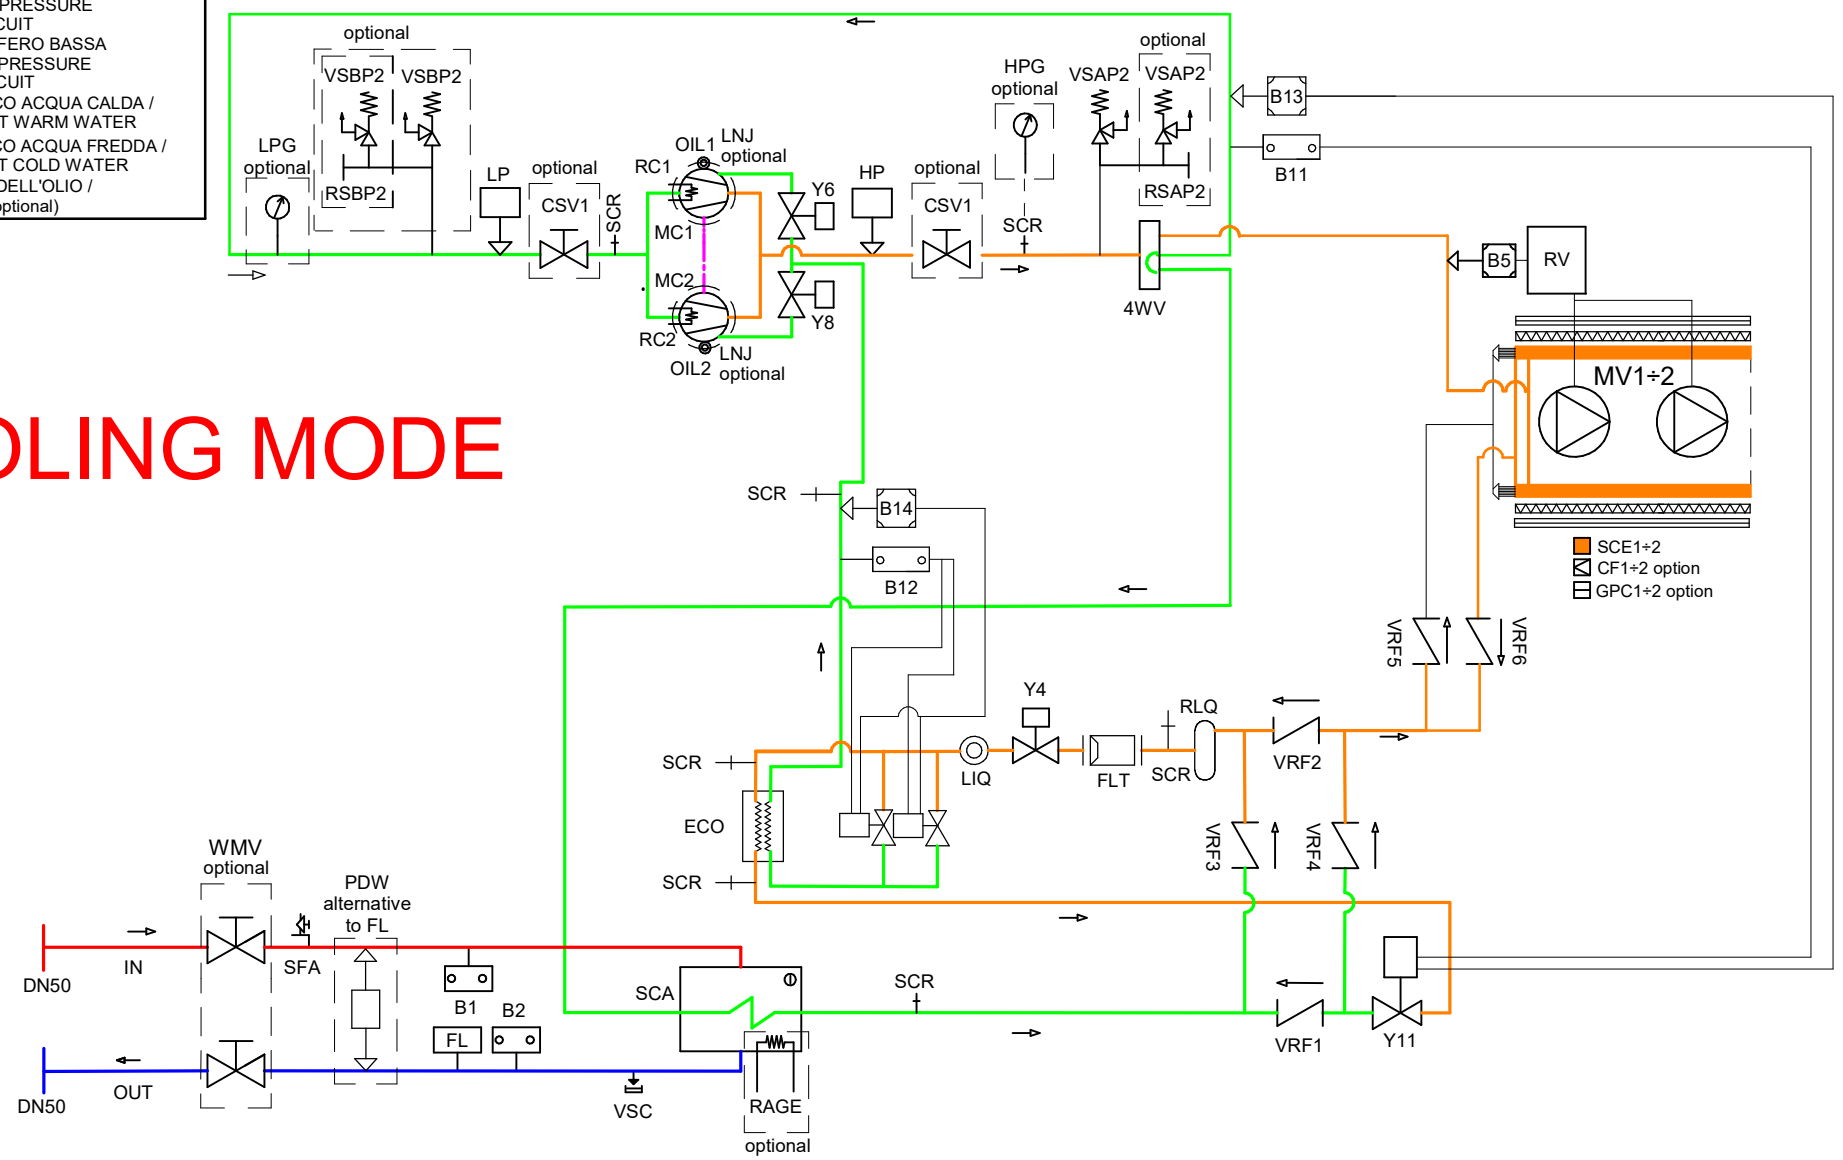 PRESSURE
CUIT
FERO BASSA
PRESSURE
CUIT
CO ACQUA CALDA /
T WARM WATER
CO ACQUA FREDDA /
T COLD WATER
DELL'OLIO /
optional)
optional
VSBP2
VSBP2
RSBP2
LPG
optional
LP
optional
CSV1
SCR
RC1
OIL1
LNJ
optional
MC1
MC2
RC2
OIL2
LNJ
optional
Y6
Y8
HP
optional
CSV1
HPG
optional
SCR
VSAP2
optional
VSAP2
RSAP2
4WV
B13
B11
B5
RV
MV1÷2
SCE1÷2
CF1÷2 option
GPC1÷2 option
OLING MODE
SCR
B14
B12
VRF5
VRF6
Y4
RLQ
SCR
LIQ
FLT
SCR
VRF2
ECO
SCR
VRF3
VRF4
WMV
optional
PDW
alternative
to FL
DN50
IN
SFA
B1
SCA
SCR
FL
B2
VRF1
Y11
DN50
OUT
VSC
RAGE
optional